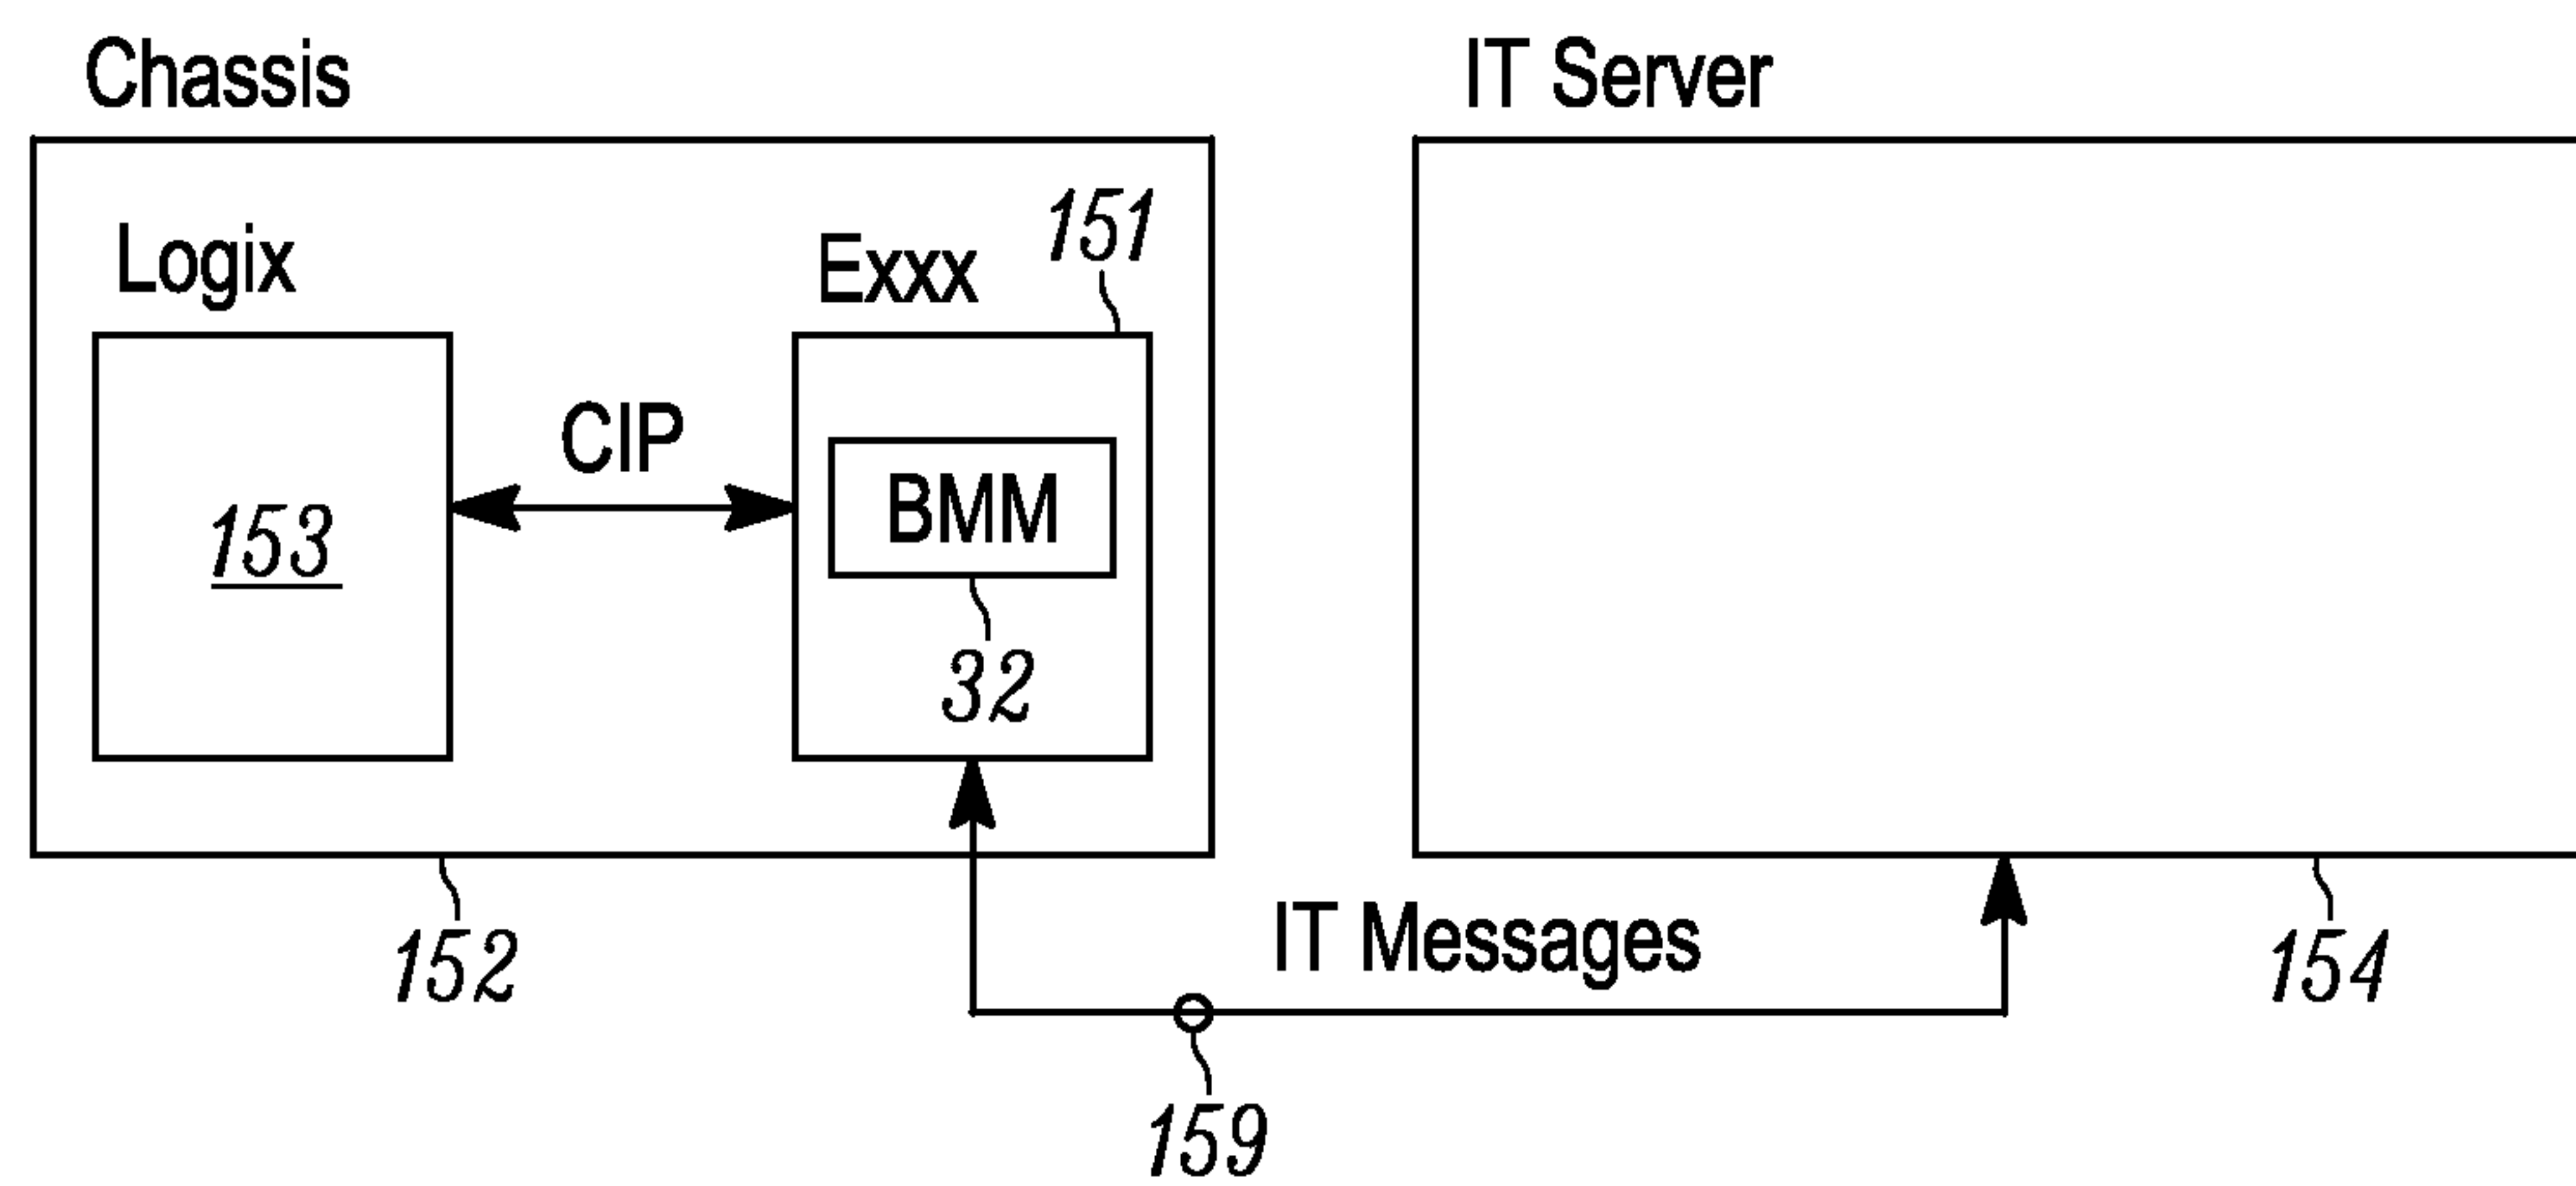 Chassis
IT Server
Logix
Exxx
151
CIP
153
BMM
32
152
IT Messages
154
159